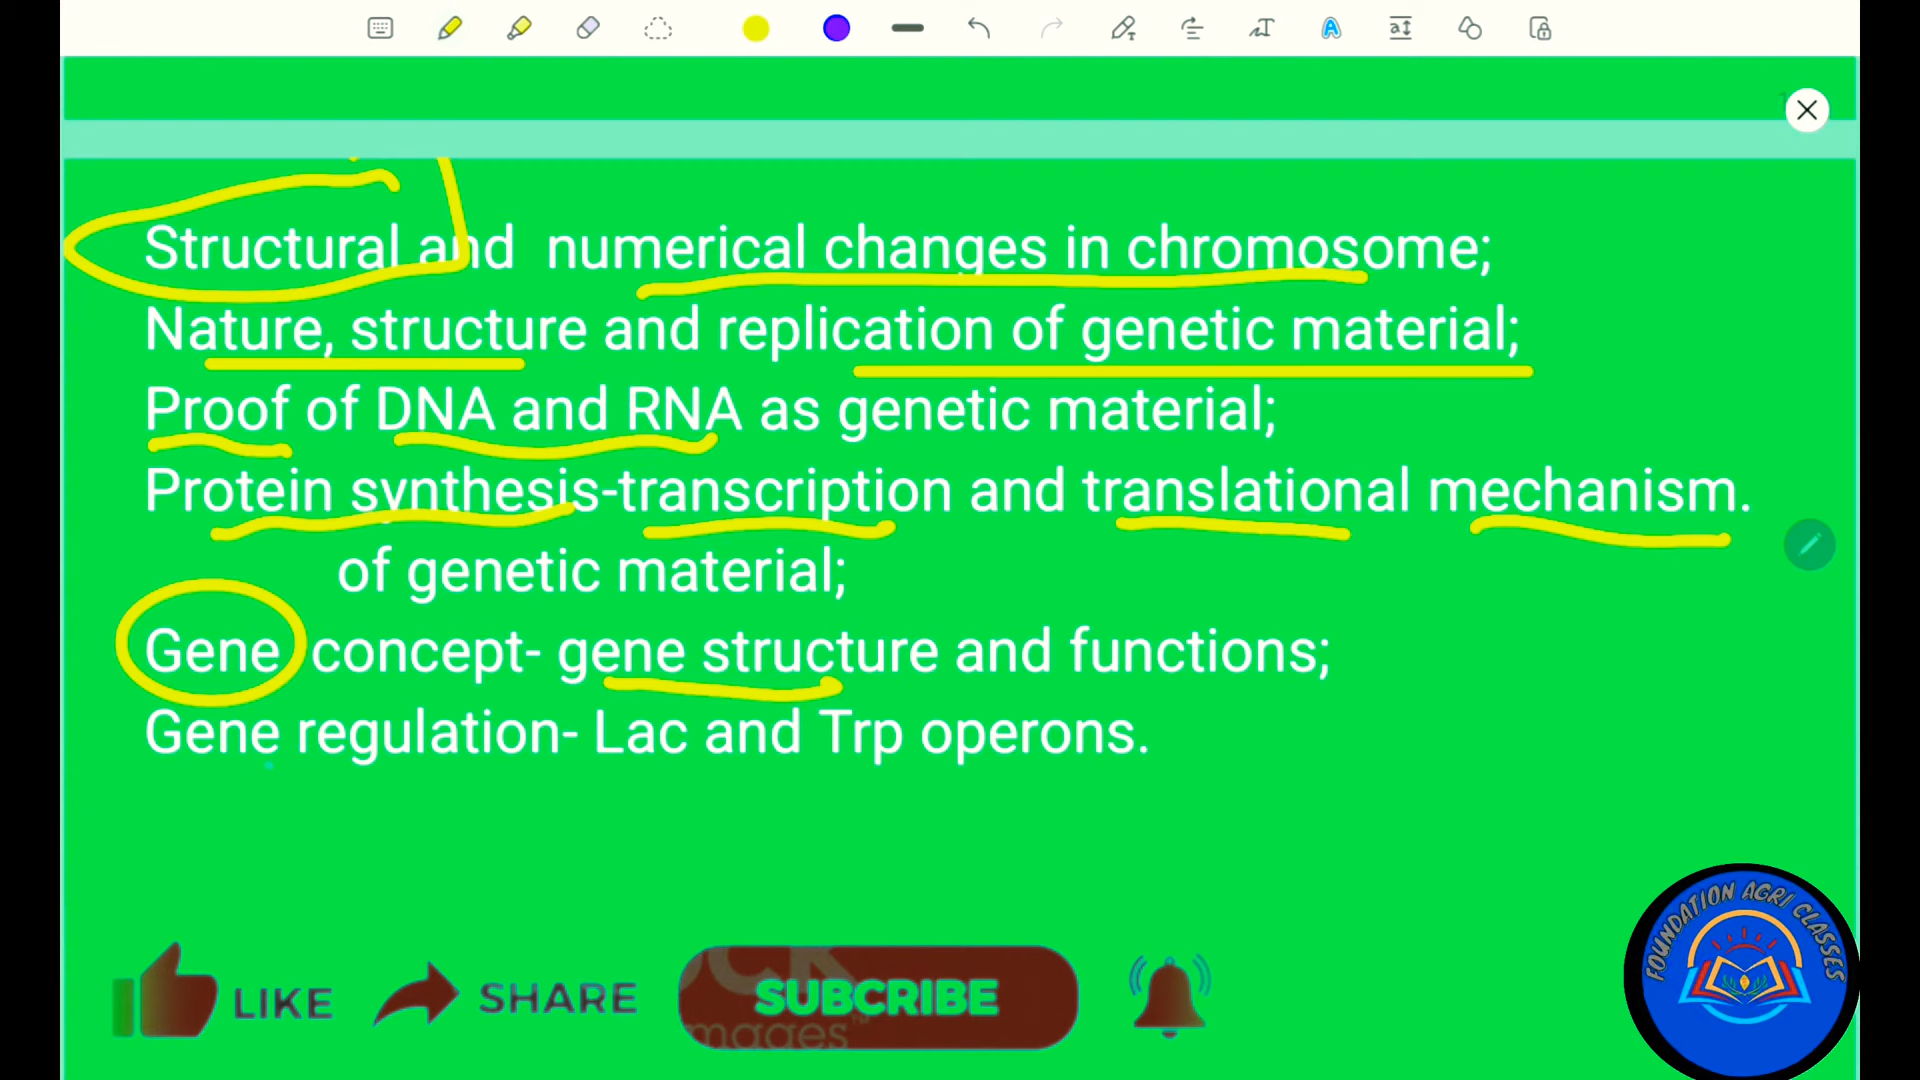 Structural and numerical changes in chromosome;
Nature, structure and replication of genetic material;
Proof of DNA and RNA as genetic material;
Protein synthesis-transcription and translational mechanism.
of genetic material;
Gene concept- gene structure and functions;
Gene regulation- Lac and Trp operons.
LIKE
SHARE
SUBCRIBE
mages
FOUNDATION AGRI CLASSES